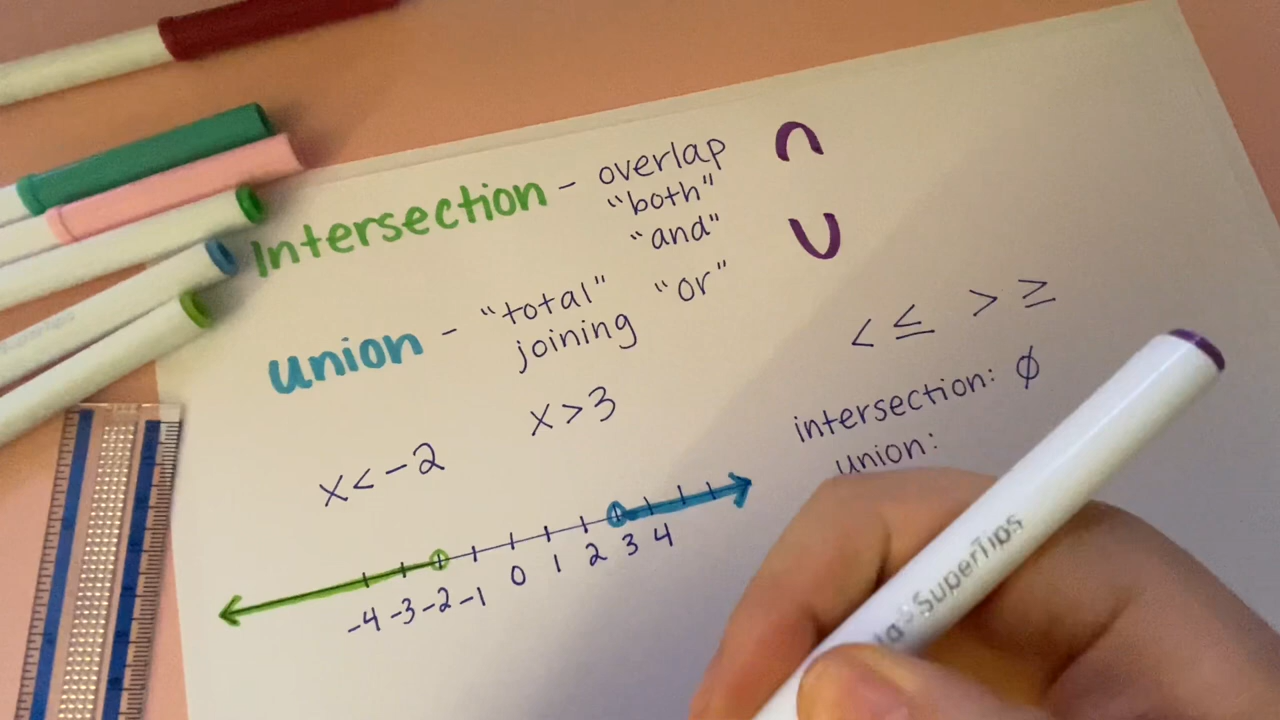 Intersection - overlap ∩
"both"
"and"
∪
union - "total" "or"
joining
< ≤ > ≥
x < -2 x > 3
intersection: ∅
union:
-4 -3 -2 -1 0 1 2 3 4
SuperTips